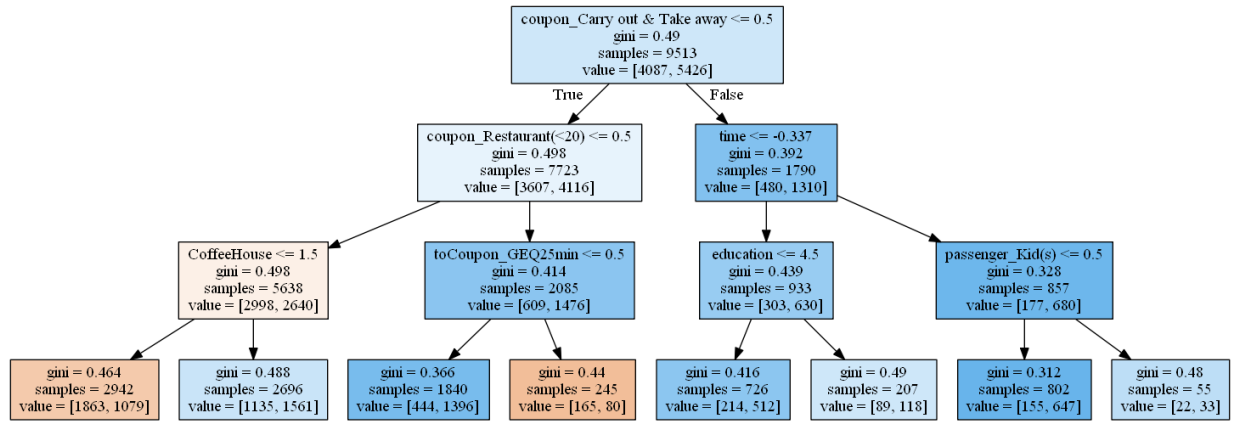 coupon_Carry out & Take away <= 0.5
gini = 0.49
samples = 9513
value = [4087, 5426]
True
False
coupon_Restaurant(<20) <= 0.5
gini = 0.498
samples = 7723
value = [3607, 4116]
time <= -0.337
gini = 0.392
samples = 1790
value = [480, 1310]
CoffeeHouse <= 1.5
gini = 0.498
samples = 5638
value = [2998, 2640]
toCoupon_GEQ25min <= 0.5
gini = 0.414
samples = 2085
value = [609, 1476]
education <= 4.5
gini = 0.439
samples = 933
value = [303, 630]
passenger_Kid(s) <= 0.5
gini = 0.328
samples = 857
value = [177, 680]
gini = 0.464
samples = 2942
value = [1863, 1079]
gini = 0.488
samples = 2696
value = [1135, 1561]
gini = 0.366
samples = 1840
value = [444, 1396]
gini = 0.44
samples = 245
value = [165, 80]
gini = 0.416
samples = 726
value = [214, 512]
gini = 0.49
samples = 207
value = [89, 118]
gini = 0.312
samples = 802
value = [155, 647]
gini = 0.48
samples = 55
value = [22, 33]